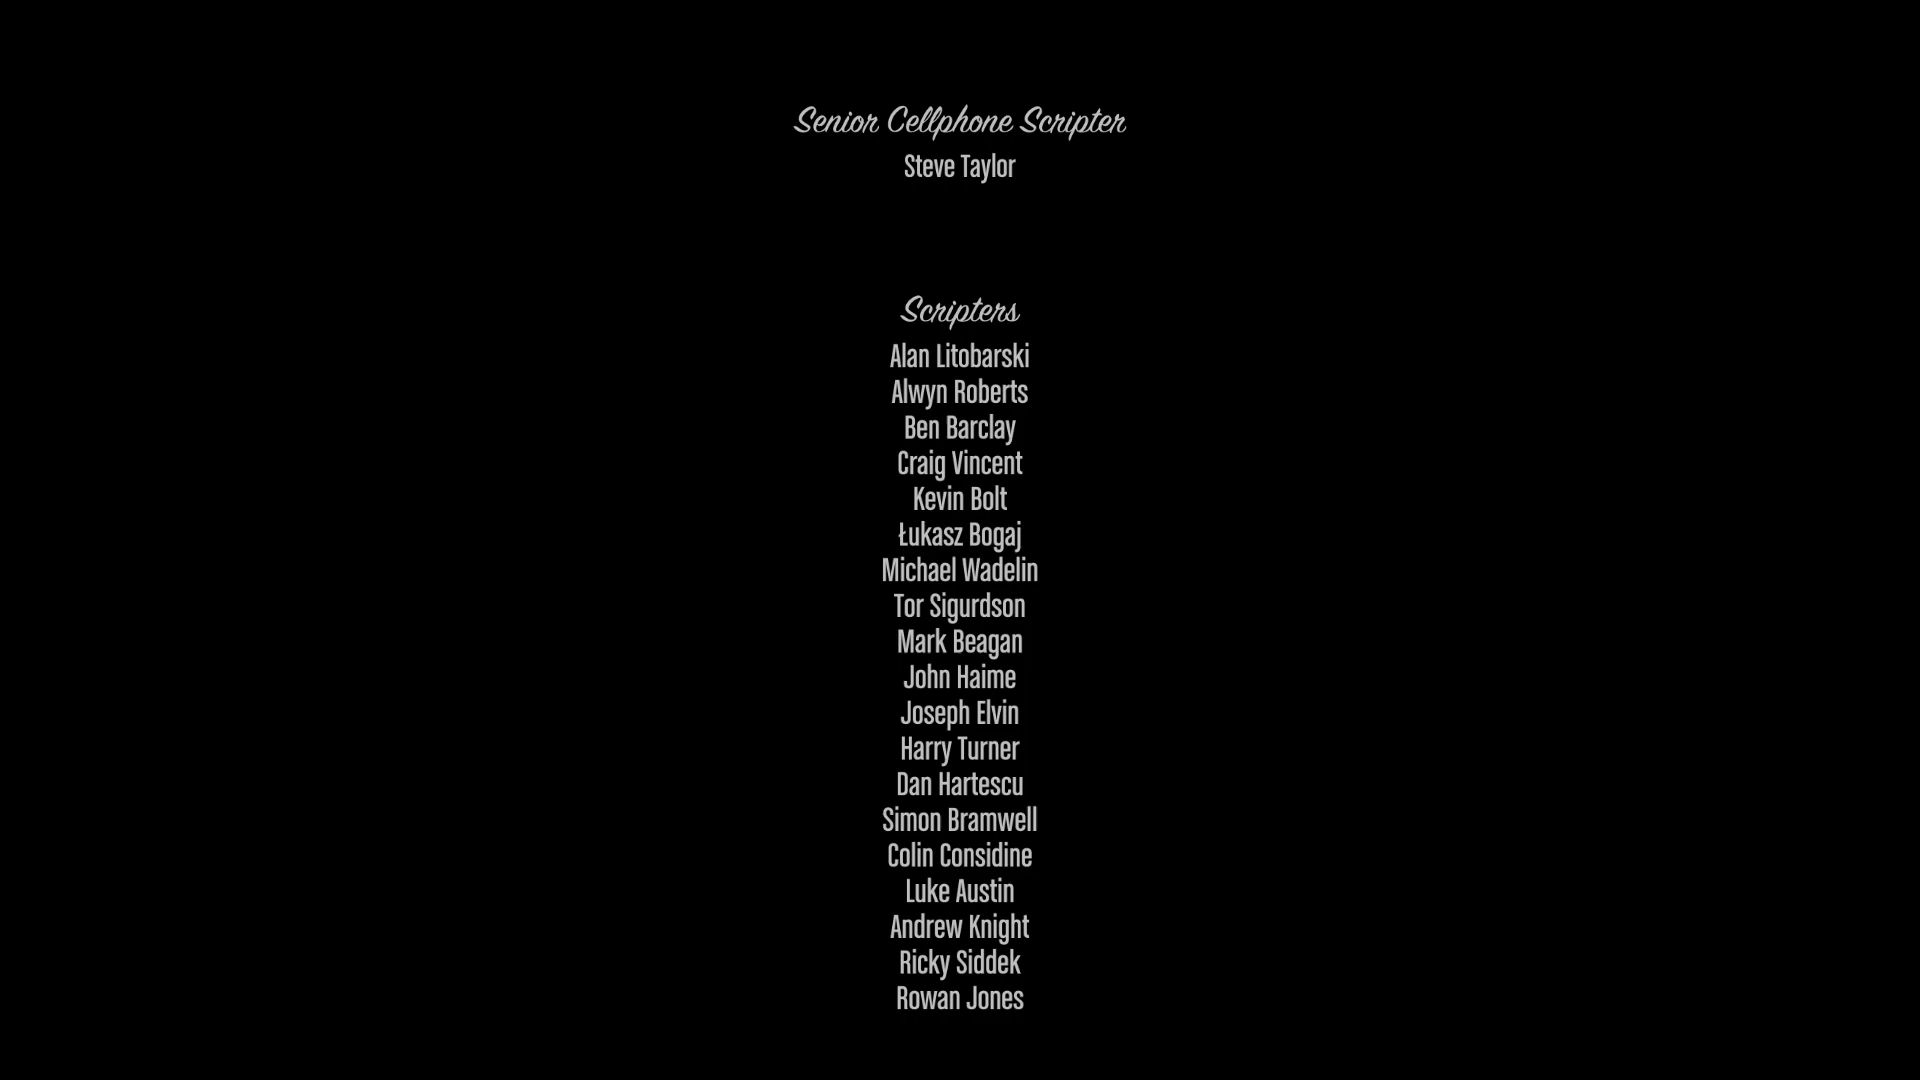 Senior Cellphone Scripter
Steve Taylor
Scripters
Alan Litobarski
Alwyn Roberts
Ben Barclay
Craig Vincent
Kevin Bolt
Łukasz Bogaj
Michael Wadelin
Tor Sigurdson
Mark Beagan
John Haime
Joseph Elvin
Harry Turner
Dan Hartescu
Simon Bramwell
Colin Considine
Luke Austin
Andrew Knight
Ricky Siddek
Rowan Jones